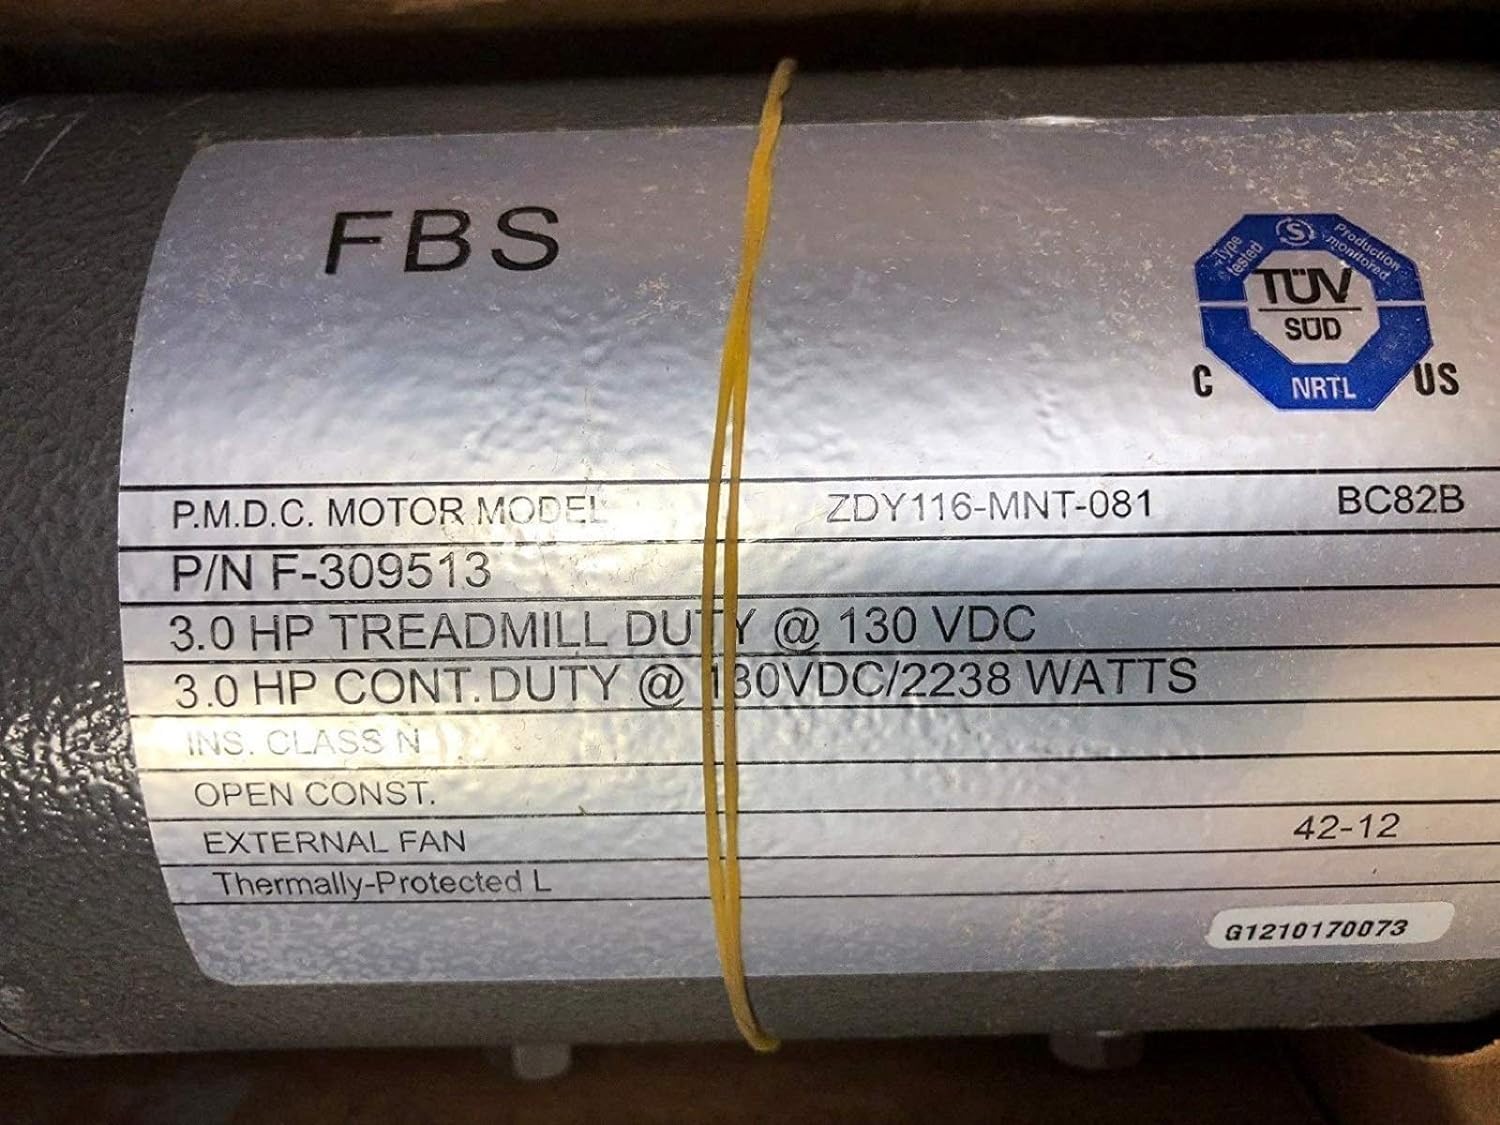 FBS
Type tested
Production monitored
S
TÜV
SÜD
C NRTL US
P.M.D.C. MOTOR MODEL ZDY116-MNT-081 BC82B
P/N F-309513
3.0 HP TREADMILL DUTY @ 130 VDC
3.0 HP CONT.DUTY @ 130VDC/2238 WATTS
INS. CLASS N
OPEN CONST.
EXTERNAL FAN 42-12
Thermally-Protected L
G1210170073